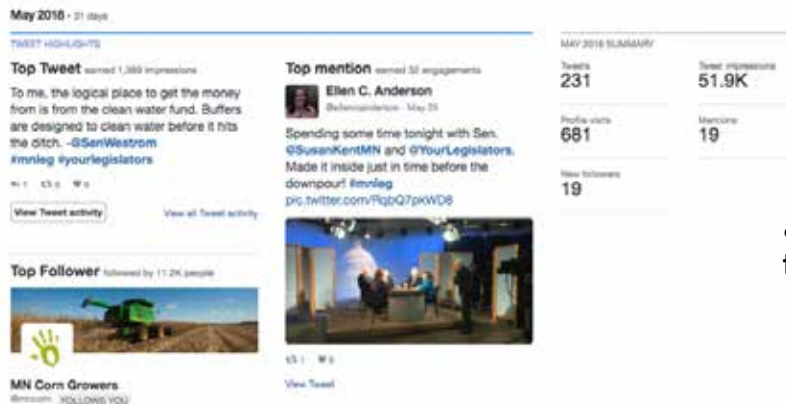 May 2016 • 31 days
TWEET HIGHLIGHTS
Top Tweet earned 1,389 impressions
To me, the logical place to get the money
from is from the clean water fund. Buffers
are designed to clean water before it hits
the ditch. -@SenWestrom
#mnleg #yourlegislators
View Tweet activity
View all Tweet activity
Top Follower followed by 11.2K people
MN Corn Growers
@mncorn FOLLOWS YOU
Top mention earned 32 engagements
Ellen C. Anderson
@ellencanderson · May 25
Spending some time tonight with Sen.
@SusanKentMN and @YourLegislators.
Made it inside just in time before the
downpour! #mnleg
pic.twitter.com/RqbQ7pkWD8
View Tweet
MAY 2016 SUMMARY
Tweets
231
Tweet impressions
51.9K
Profile visits
681
Mentions
19
New followers
19